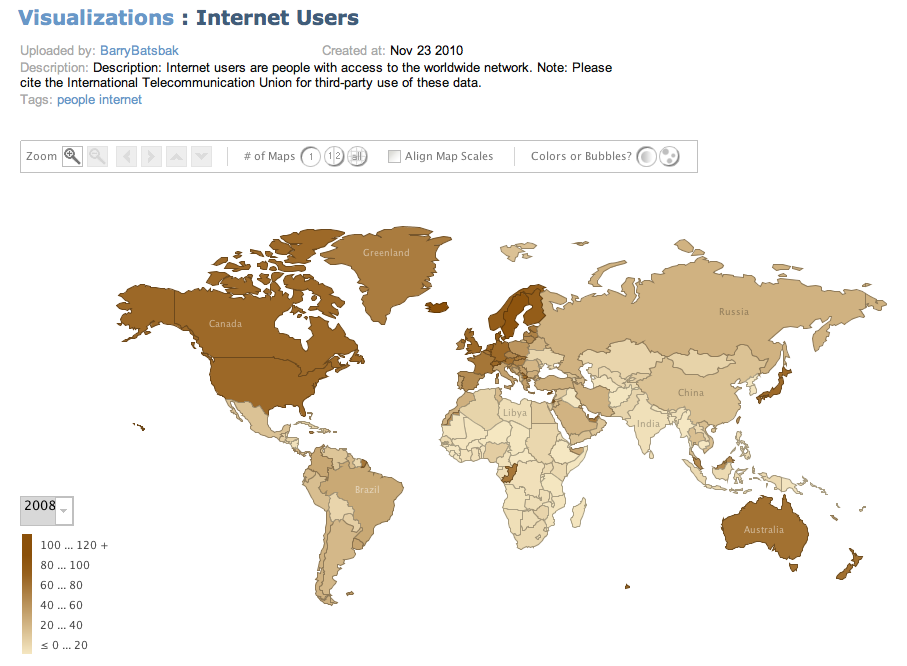 Visualizations : Internet Users
Uploaded by: BarryBatsbak Created at: Nov 23 2010
Description: Description: Internet users are people with access to the worldwide network. Note: Please
cite the International Telecommunication Union for third-party use of these data.
Tags: people internet
Zoom # of Maps 1 1 2 all Align Map Scales Colors or Bubbles?
Greenland
Russia
Canada
China
Libya
India
Brazil
Australia
2008
100 ... 120 +
80 ... 100
60 ... 80
40 ... 60
20 ... 40
≤ 0 ... 20